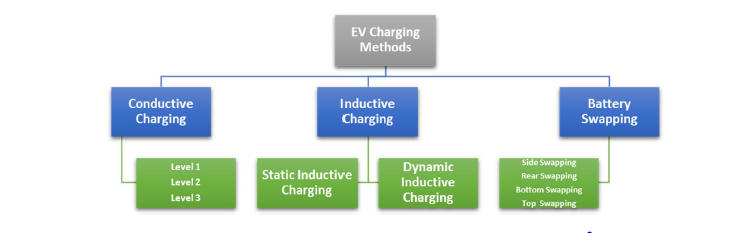 EV Charging
Methods
Conductive
Charging
Inductive
Charging
Battery
Swapping
Level 1
Level 2
Level 3
Static Inductive
Charging
Dynamic
Inductive
Charging
Side Swapping
Rear Swapping
Bottom Swapping
Top Swapping